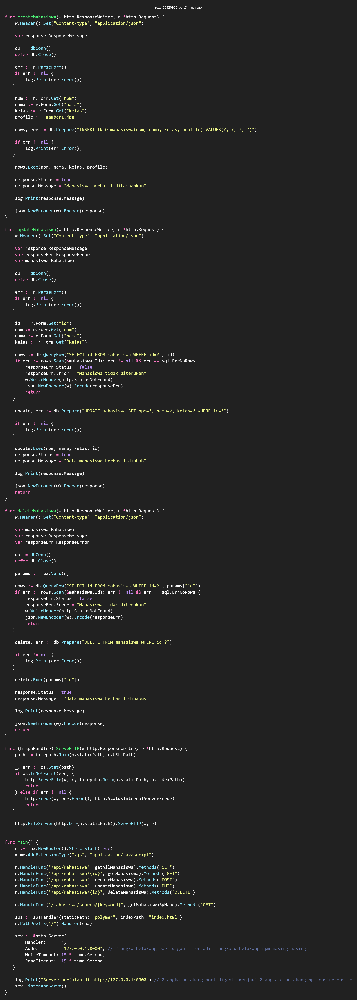 reza_50420900_pert7 - main.go
func createMahasiswa(w http.ResponseWriter, r *http.Request) {
    w.Header().Set("Content-type", "application/json")

    var response ResponseMessage

    db := dbConn()
    defer db.Close()

    err := r.ParseForm()
    if err != nil {
        log.Print(err.Error())
   }

    npm := r.Form.Get("npm")
    nama := r.Form.Get("nama")
    kelas := r.Form.Get("kelas")
    profile := "gambar1.jpg"

    rows, err := db.Prepare("INSERT INTO mahasiswa(npm, nama, kelas, profile) VALUES(?, ?, ?, ?)")

    if err != nil {
        log.Print(err.Error())
   }

    rows.Exec(npm, nama, kelas, profile)

    response.Status = true
    response.Message = "Mahasiswa berhasil ditambahkan"

    log.Print(response.Message)

    json.NewEncoder(w).Encode(response)
}

func updateMahasiswa(w http.ResponseWriter, r *http.Request) {
    w.Header().Set("Content-type", "application/json")

    var response ResponseMessage
    var responseErr ResponseError
    var mahasiswa Mahasiswa

    db := dbConn()
    defer db.Close()

    err := r.ParseForm()
    if err != nil {
        log.Print(err.Error())
   }

    id := r.Form.Get("id")
    npm := r.Form.Get("npm")
    nama := r.Form.Get("nama")
    kelas := r.Form.Get("kelas")

    rows := db.QueryRow("SELECT id FROM mahasiswa WHERE id=?", id)
    if err := rows.Scan(&mahasiswa.Id); err != nil && err == sql.ErrNoRows {
        responseErr.Status = false
        responseErr.Error = "Mahasiswa tidak ditemukan"
        w.WriteHeader(http.StatusNotFound)
        json.NewEncoder(w).Encode(responseErr)
        return
   }

    update, err := db.Prepare("UPDATE mahasiswa SET npm=?, nama=?, kelas=? WHERE id=?")

    if err != nil {
        log.Print(err.Error())
   }

    update.Exec(npm, nama, kelas, id)
    response.Status = true
    response.Message = "Data mahasiswa berhasil diubah"

    log.Print(response.Message)

    json.NewEncoder(w).Encode(response)
    return
}

func deleteMahasiswa(w http.ResponseWriter, r *http.Request) {
    w.Header().Set("Content-type", "application/json")

    var mahasiswa Mahasiswa
    var response ResponseMessage
    var responseErr ResponseError

    db := dbConn()
    defer db.Close()

    params := mux.Vars(r)

    rows := db.QueryRow("SELECT id FROM mahasiswa WHERE id=?", params["id"])
    if err := rows.Scan(&mahasiswa.Id); err != nil && err == sql.ErrNoRows {
        responseErr.Status = false
        responseErr.Error = "Mahasiswa tidak ditemukan"
        w.WriteHeader(http.StatusNotFound)
        json.NewEncoder(w).Encode(responseErr)
        return
   }

    delete, err := db.Prepare("DELETE FROM mahasiswa WHERE id=?")

    if err != nil {
        log.Print(err.Error())
   }

    delete.Exec(params["id"])

    response.Status = true
    response.Message = "Data mahasiswa berhasil dihapus"

    log.Print(response.Message)

    json.NewEncoder(w).Encode(response)
    return
}

func (h spaHandler) ServeHTTP(w http.ResponseWriter, r *http.Request) {
    path := filepath.Join(h.staticPath, r.URL.Path)

    _, err := os.Stat(path)
    if os.IsNotExist(err) {
        http.ServeFile(w, r, filepath.Join(h.staticPath, h.indexPath))
        return
    } else if err != nil {
        http.Error(w, err.Error(), http.StatusInternalServerError)
        return
   }

    http.FileServer(http.Dir(h.staticPath)).ServeHTTP(w, r)
}

func main() {
    r := mux.NewRouter().StrictSlash(true)
    mime.AddExtensionType(".js", "application/javascript")

    r.HandleFunc("/api/mahasiswa", getAllMahasiswa).Methods("GET")
    r.HandleFunc("/api/mahasiswa/{id}", getMahasiswa).Methods("GET")
    r.HandleFunc("/api/mahasiswa", createMahasiswa).Methods("POST")
    r.HandleFunc("/api/mahasiswa", updateMahasiswa).Methods("PUT")
    r.HandleFunc("/api/mahasiswa/{id}", deleteMahasiswa).Methods("DELETE")

    r.HandleFunc("/mahasiswa/search/{keyword}", getMahasiswaByName).Methods("GET")

    spa := spaHandler{staticPath: "polymer", indexPath: "index.html"}
    r.PathPrefix("/").Handler(spa)

    srv := &http.Server{
        Handler:      r,
        Addr:         "127.0.0.1:8000", // 2 angka belakang port diganti menjadi 2 angka dibelakang npm masing-masing
        WriteTimeout: 15 * time.Second,
        ReadTimeout:  15 * time.Second,
   }

    log.Print("Server berjalan di http://127.0.0.1:8000") // 2 angka belakang port diganti menjadi 2 angka dibelakang npm masing-masing
    srv.ListenAndServe()
}